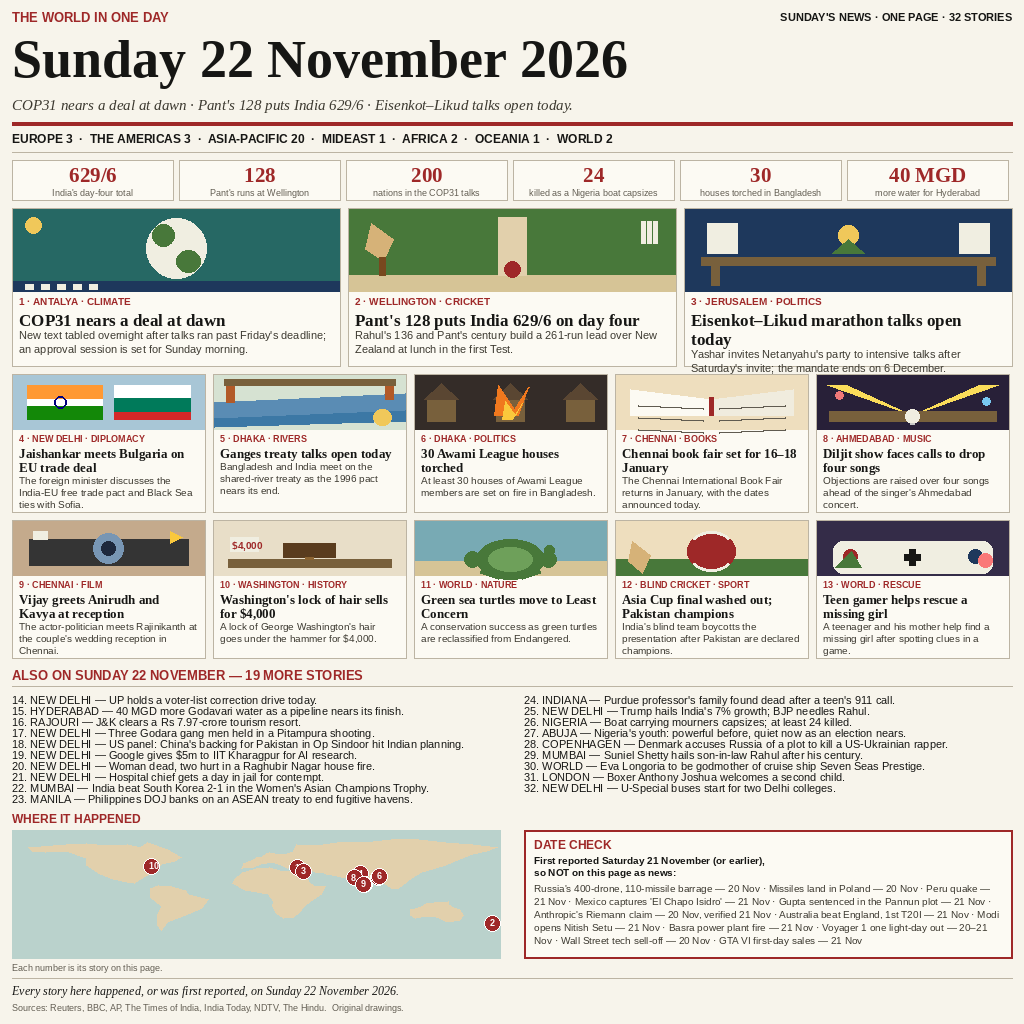 THE WORLD IN ONE DAY
SUNDAY'S NEWS · ONE PAGE · 32 STORIES
Sunday 22 November 2026
COP31 nears a deal at dawn · Pant's 128 puts India 629/6 · Eisenkot–Likud talks open today.
EUROPE 3 · THE AMERICAS 3 · ASIA-PACIFIC 20 · MIDEAST 1 · AFRICA 2 · OCEANIA 1 · WORLD 2
629/6
India's day-four total
128
Pant's runs at Wellington
200
nations in the COP31 talks
24
killed as a Nigeria boat capsizes
30
houses torched in Bangladesh
40 MGD
more water for Hyderabad
1 · ANTALYA · CLIMATE
COP31 nears a deal at dawn
New text tabled overnight after talks ran past Friday's deadline;
an approval session is set for Sunday morning.
2 · WELLINGTON · CRICKET
Pant's 128 puts India 629/6 on day four
Rahul's 136 and Pant's century build a 261-run lead over New
Zealand at lunch in the first Test.
3 · JERUSALEM · POLITICS
Eisenkot–Likud marathon talks open
today
Yashar invites Netanyahu's party to intensive talks after
Saturday's invite; the mandate ends on 6 December.
4 · NEW DELHI · DIPLOMACY
Jaishankar meets Bulgaria on
EU trade deal
The foreign minister discusses the
India-EU free trade pact and Black Sea
ties with Sofia.
5 · DHAKA · RIVERS
Ganges treaty talks open today
Bangladesh and India meet on the
shared-river treaty as the 1996 pact
nears its end.
6 · DHAKA · POLITICS
30 Awami League houses
torched
At least 30 houses of Awami League
members are set on fire in Bangladesh.
7 · CHENNAI · BOOKS
Chennai book fair set for 16–18
January
The Chennai International Book Fair
returns in January, with the dates
announced today.
8 · AHMEDABAD · MUSIC
Diljit show faces calls to drop
four songs
Objections are raised over four songs
ahead of the singer's Ahmedabad
concert.
9 · CHENNAI · FILM
Vijay greets Anirudh and
Kavya at reception
The actor-politician meets Rajinikanth at
the couple's wedding reception in
Chennai.
$4,000
10 · WASHINGTON · HISTORY
Washington's lock of hair sells
for $4,000
A lock of George Washington's hair
goes under the hammer for $4,000.
11 · WORLD · NATURE
Green sea turtles move to Least
Concern
A conservation success as green turtles
are reclassified from Endangered.
12 · BLIND CRICKET · SPORT
Asia Cup final washed out;
Pakistan champions
India's blind team boycotts the
presentation after Pakistan are declared
champions.
13 · WORLD · RESCUE
Teen gamer helps rescue a
missing girl
A teenager and his mother help find a
missing girl after spotting clues in a
game.
ALSO ON SUNDAY 22 NOVEMBER — 19 MORE STORIES
14. NEW DELHI — UP holds a voter-list correction drive today.
15. HYDERABAD — 40 MGD more Godavari water as a pipeline nears its finish.
16. RAJOURI — J&K clears a Rs 7.97-crore tourism resort.
17. NEW DELHI — Three Godara gang men held in a Pitampura shooting.
18. NEW DELHI — US panel: China's backing for Pakistan in Op Sindoor hit Indian planning.
19. NEW DELHI — Google gives $5m to IIT Kharagpur for AI research.
20. NEW DELHI — Woman dead, two hurt in a Raghubir Nagar house fire.
21. NEW DELHI — Hospital chief gets a day in jail for contempt.
22. MUMBAI — India beat South Korea 2-1 in the Women's Asian Champions Trophy.
23. MANILA — Philippines DOJ banks on an ASEAN treaty to end fugitive havens.
24. INDIANA — Purdue professor's family found dead after a teen's 911 call.
25. NEW DELHI — Trump hails India's 7% growth; BJP needles Rahul.
26. NIGERIA — Boat carrying mourners capsizes; at least 24 killed.
27. ABUJA — Nigeria's youth: powerful before, quiet now as an election nears.
28. COPENHAGEN — Denmark accuses Russia of a plot to kill a US-Ukrainian rapper.
29. MUMBAI — Suniel Shetty hails son-in-law Rahul after his century.
30. WORLD — Eva Longoria to be godmother of cruise ship Seven Seas Prestige.
31. LONDON — Boxer Anthony Joshua welcomes a second child.
32. NEW DELHI — U-Special buses start for two Delhi colleges.
WHERE IT HAPPENED
10
3
8
9
6
2
Each number is its story on this page.
DATE CHECK
First reported Saturday 21 November (or earlier),
so NOT on this page as news:
Russia's 400-drone, 110-missile barrage — 20 Nov · Missiles land in Poland — 20 Nov · Peru quake —
21 Nov · Mexico captures 'El Chapo Isidro' — 21 Nov · Gupta sentenced in the Pannun plot — 21 Nov ·
Anthropic's Riemann claim — 20 Nov, verified 21 Nov · Australia beat England, 1st T20I — 21 Nov · Modi
opens Nitish Setu — 21 Nov · Basra power plant fire — 21 Nov · Voyager 1 one light-day out — 20–21
Nov · Wall Street tech sell-off — 20 Nov · GTA VI first-day sales — 21 Nov
Every story here happened, or was first reported, on Sunday 22 November 2026.
Sources: Reuters, BBC, AP, The Times of India, India Today, NDTV, The Hindu. Original drawings.